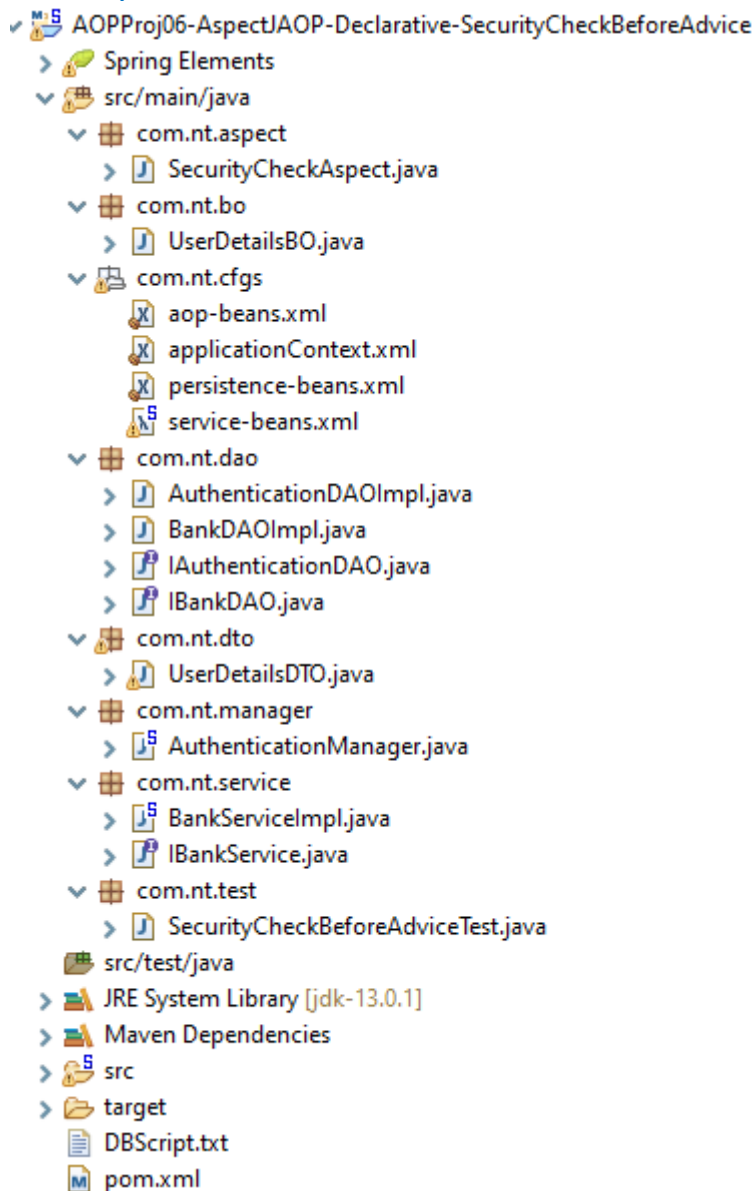 AOPProj06-AspectJAOP-Declarative-SecurityCheckBeforeAdvice
Spring Elements
src/main/java
com.nt.aspect
SecurityCheckAspect.java
com.nt.bo
UserDetailsBO.java
com.nt.cfgs
aop-beans.xml
applicationContext.xml
persistence-beans.xml
service-beans.xml
com.nt.dao
AuthenticationDAOImpl.java
BankDAOImpl.java
IAuthenticationDAO.java
IBankDAO.java
com.nt.dto
UserDetailsDTO.java
com.nt.manager
AuthenticationManager.java
com.nt.service
BankServiceImpl.java
IBankService.java
com.nt.test
SecurityCheckBeforeAdviceTest.java
src/test/java
JRE System Library [jdk-13.0.1]
Maven Dependencies
src
target
DBScript.txt
pom.xml